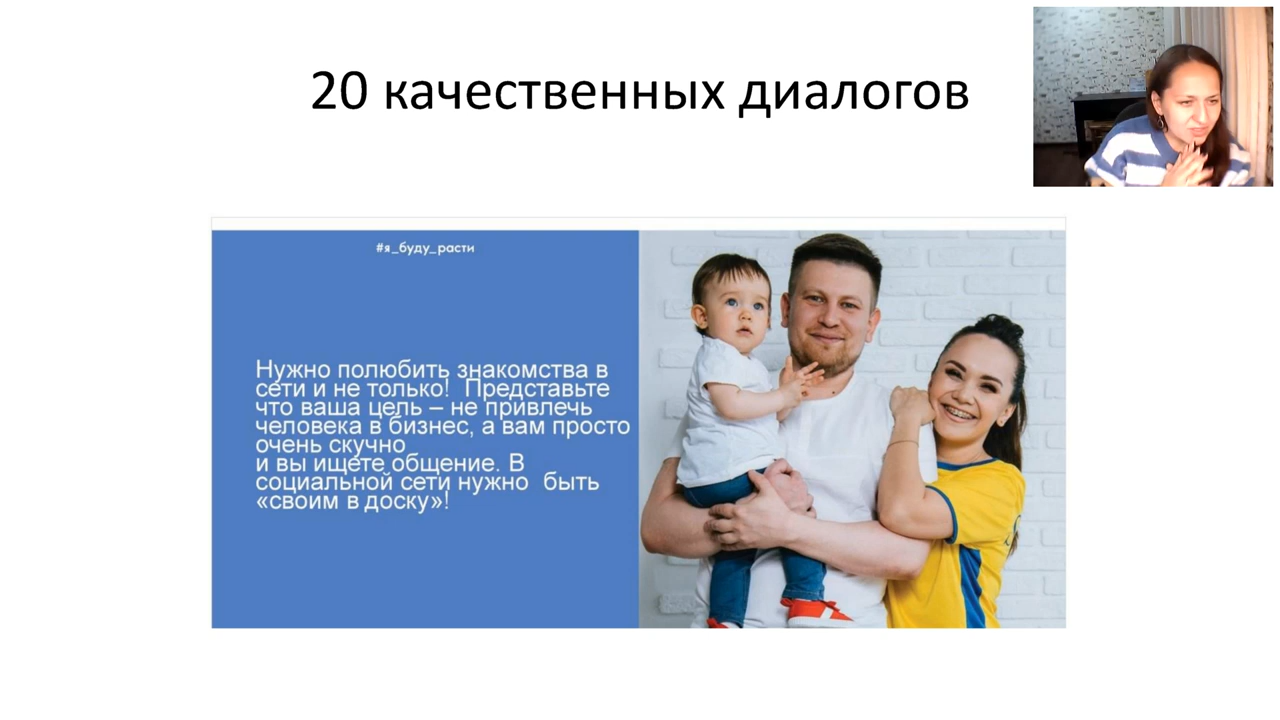 20 качественных диалогов
#я_буду_расти
Нужно полюбить знакомства в
сети и не только!  Представьте
что ваша цель – не привлечь
человека в бизнес, а вам просто
очень скучно
и вы ищете общение. В
социальной сети нужно  быть
«своим в доску»!